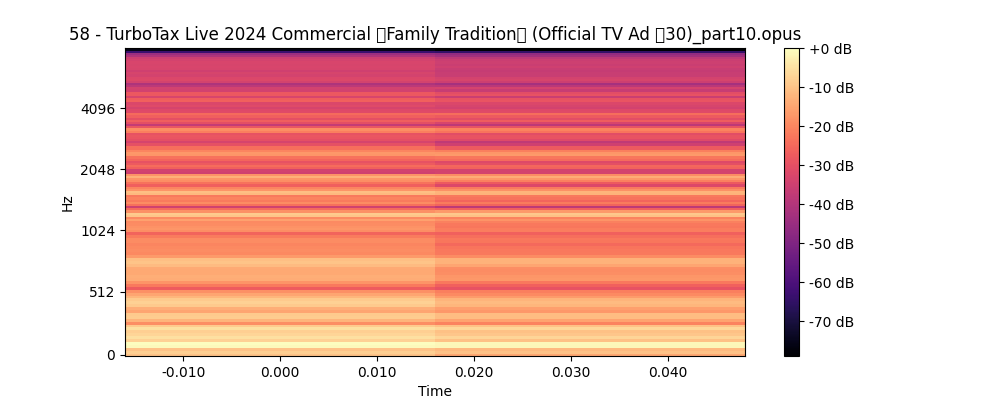 58 - TurboTax Live 2024 Commercial Family Tradition (Official TV Ad 30)_part10.opus
+0 dB
-10 dB
-20 dB
-30 dB
-40 dB
-50 dB
-60 dB
-70 dB
4096
2048
1024
512
0
Hz
-0.010
0.000
0.010
0.020
0.030
0.040
Time